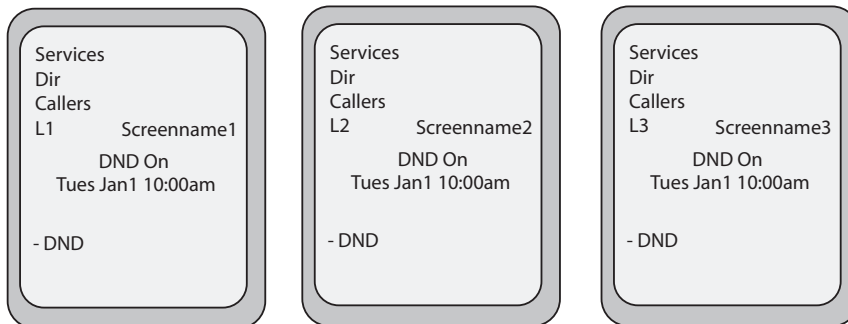 Services
Dir
Callers
L1 Screenname1
DND On
Tues Jan1 10:00am
- DND
Services
Dir
Callers
L2 Screenname2
DND On
Tues Jan1 10:00am
- DND
Services
Dir
Callers
L3 Screenname3
DND On
Tues Jan1 10:00am
- DND